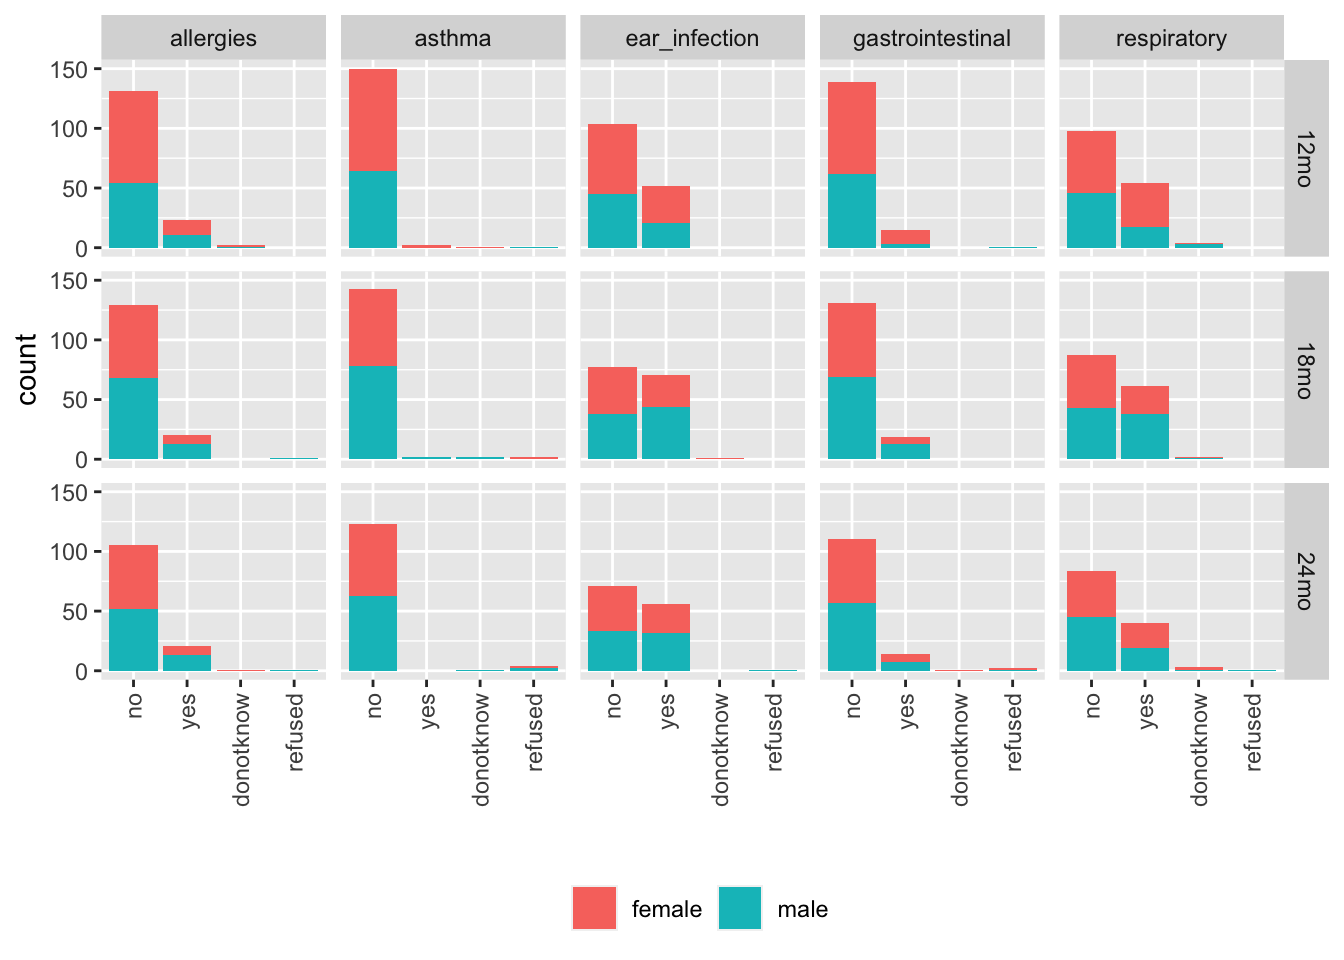 allergies asthma ear_infection gastrointestinal respiratory
150
100
50
0
12mo
150
100
50
0
18mo
150
100
50
0
24mo
count
no yes donotknow refused no yes donotknow refused no yes donotknow refused no yes donotknow refused no yes donotknow refused
female male